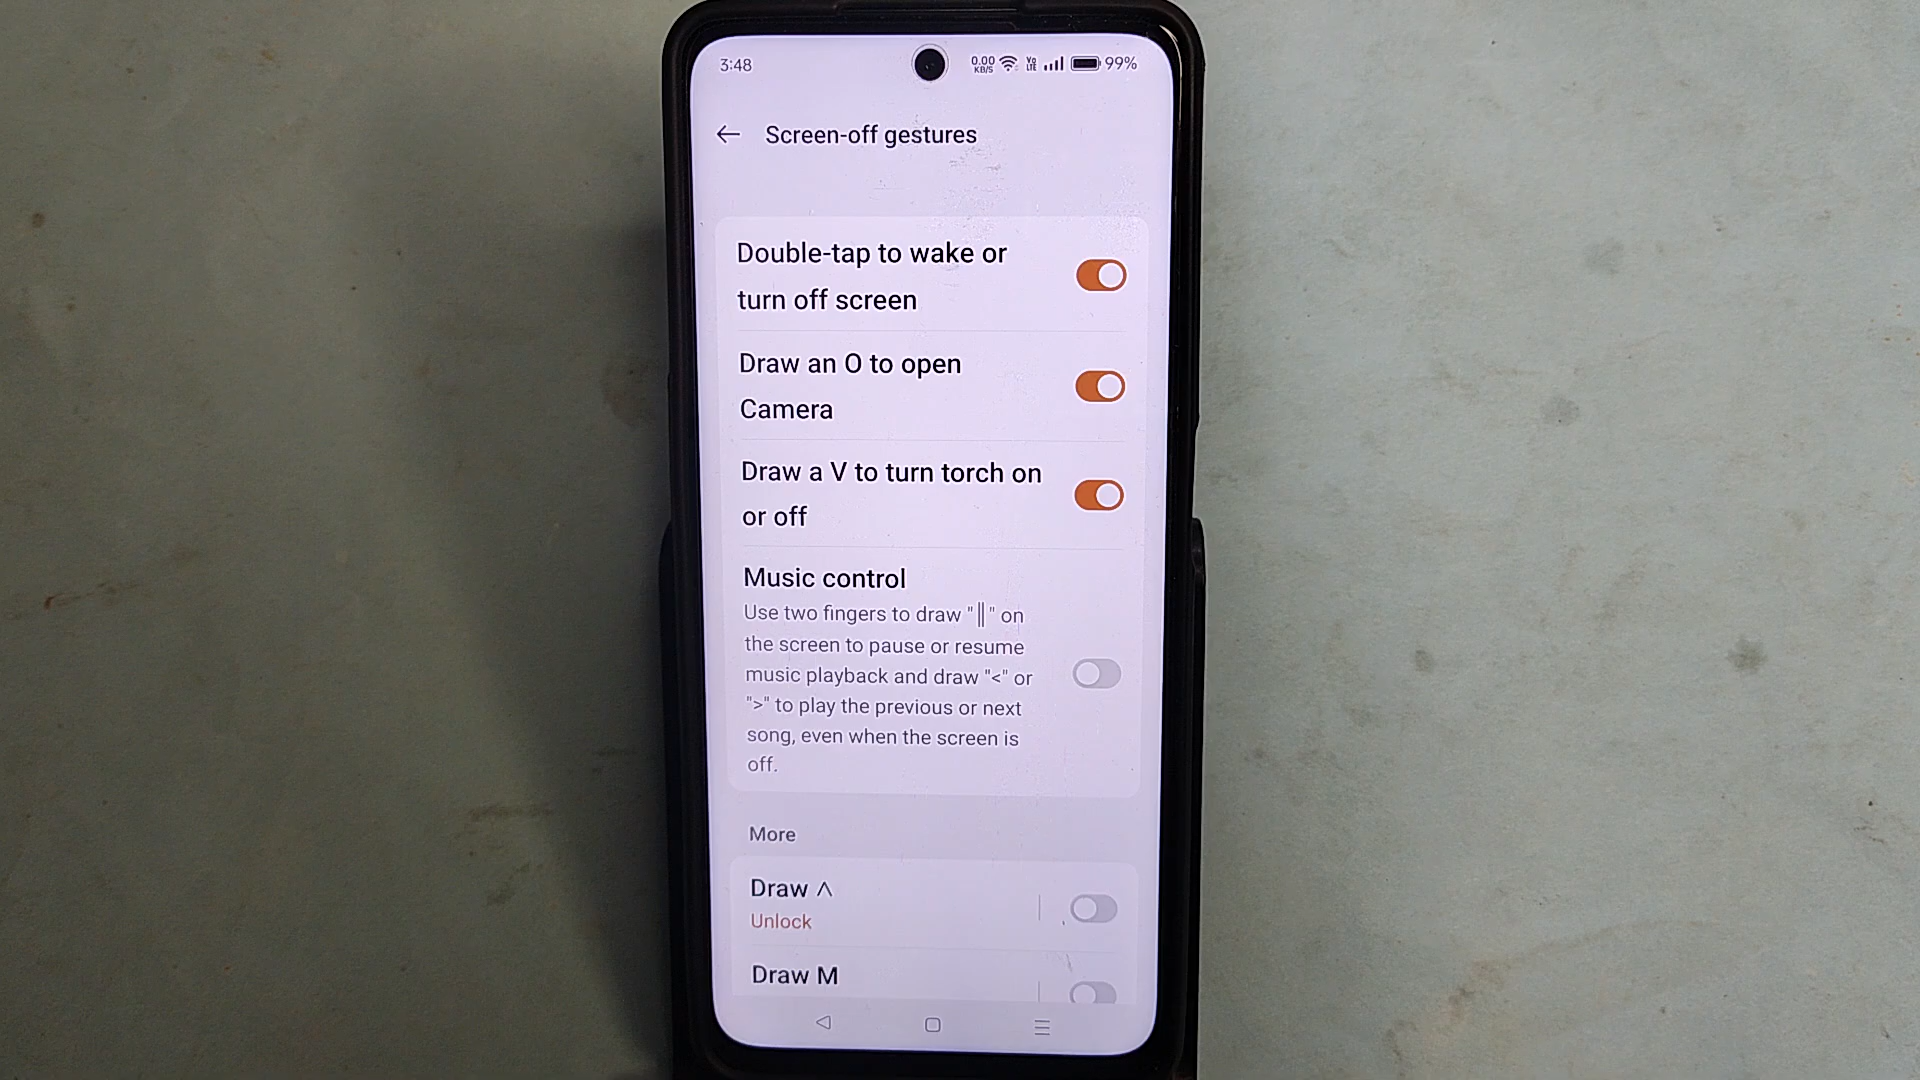 3:48
0.00 KB/S Vo LTE 99%
Screen-off gestures
Double-tap to wake or
turn off screen
Draw an O to open
Camera
Draw a V to turn torch on
or off
Music control
Use two fingers to draw "║" on
the screen to pause or resume
music playback and draw "<" or
">" to play the previous or next
song, even when the screen is
off.
More
Draw ∧
Unlock
Draw M